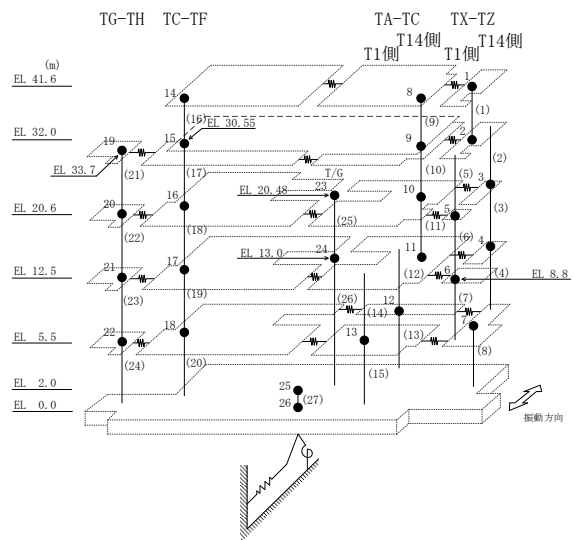 TG-TH TC-TF TA-TC TX-TZ
T14側 T14側
T1側 T1側
(m)
EL 41.6 14 8 1
(16) EL 30.55 (9) (1)
EL 32.0 19 15 9 2
EL 33.7 (21) (17) (10) (2)
T/G
EL 20.48 23 (5) 3
EL 20.6 20 16 10 (3)
(22) (18) (25) (11) 5
EL 13.0 24 (6) 4
EL 12.5 21 17 11 6 (4) EL 8.8
(23) (19) (12)
(26) 12 (7)
EL 5.5 22 18 13 (14) (13) 7
(24) (20) (15) (8)
EL 2.0 25
EL 0.0 26 (27)
振動方向